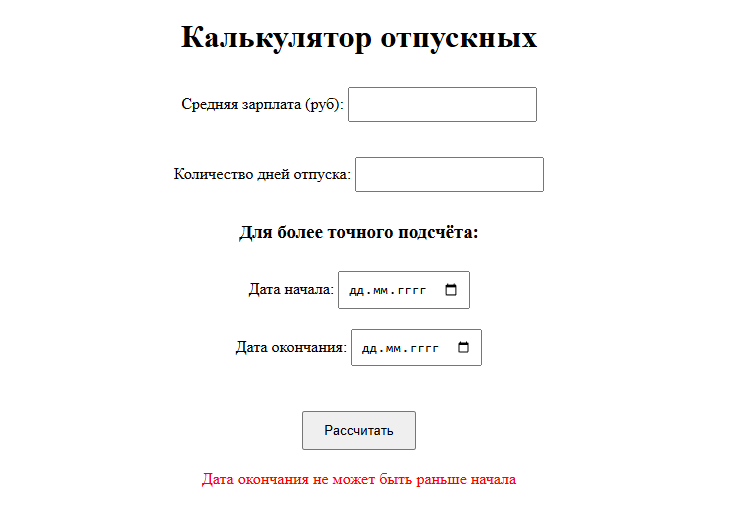 Калькулятор отпускных
Средняя зарплата (руб):
Количество дней отпуска:
Для более точного подсчёта:
Дата начала: дд.мм.гггг
Дата окончания: дд.мм.гггг
Рассчитать
Дата окончания не может быть раньше начала